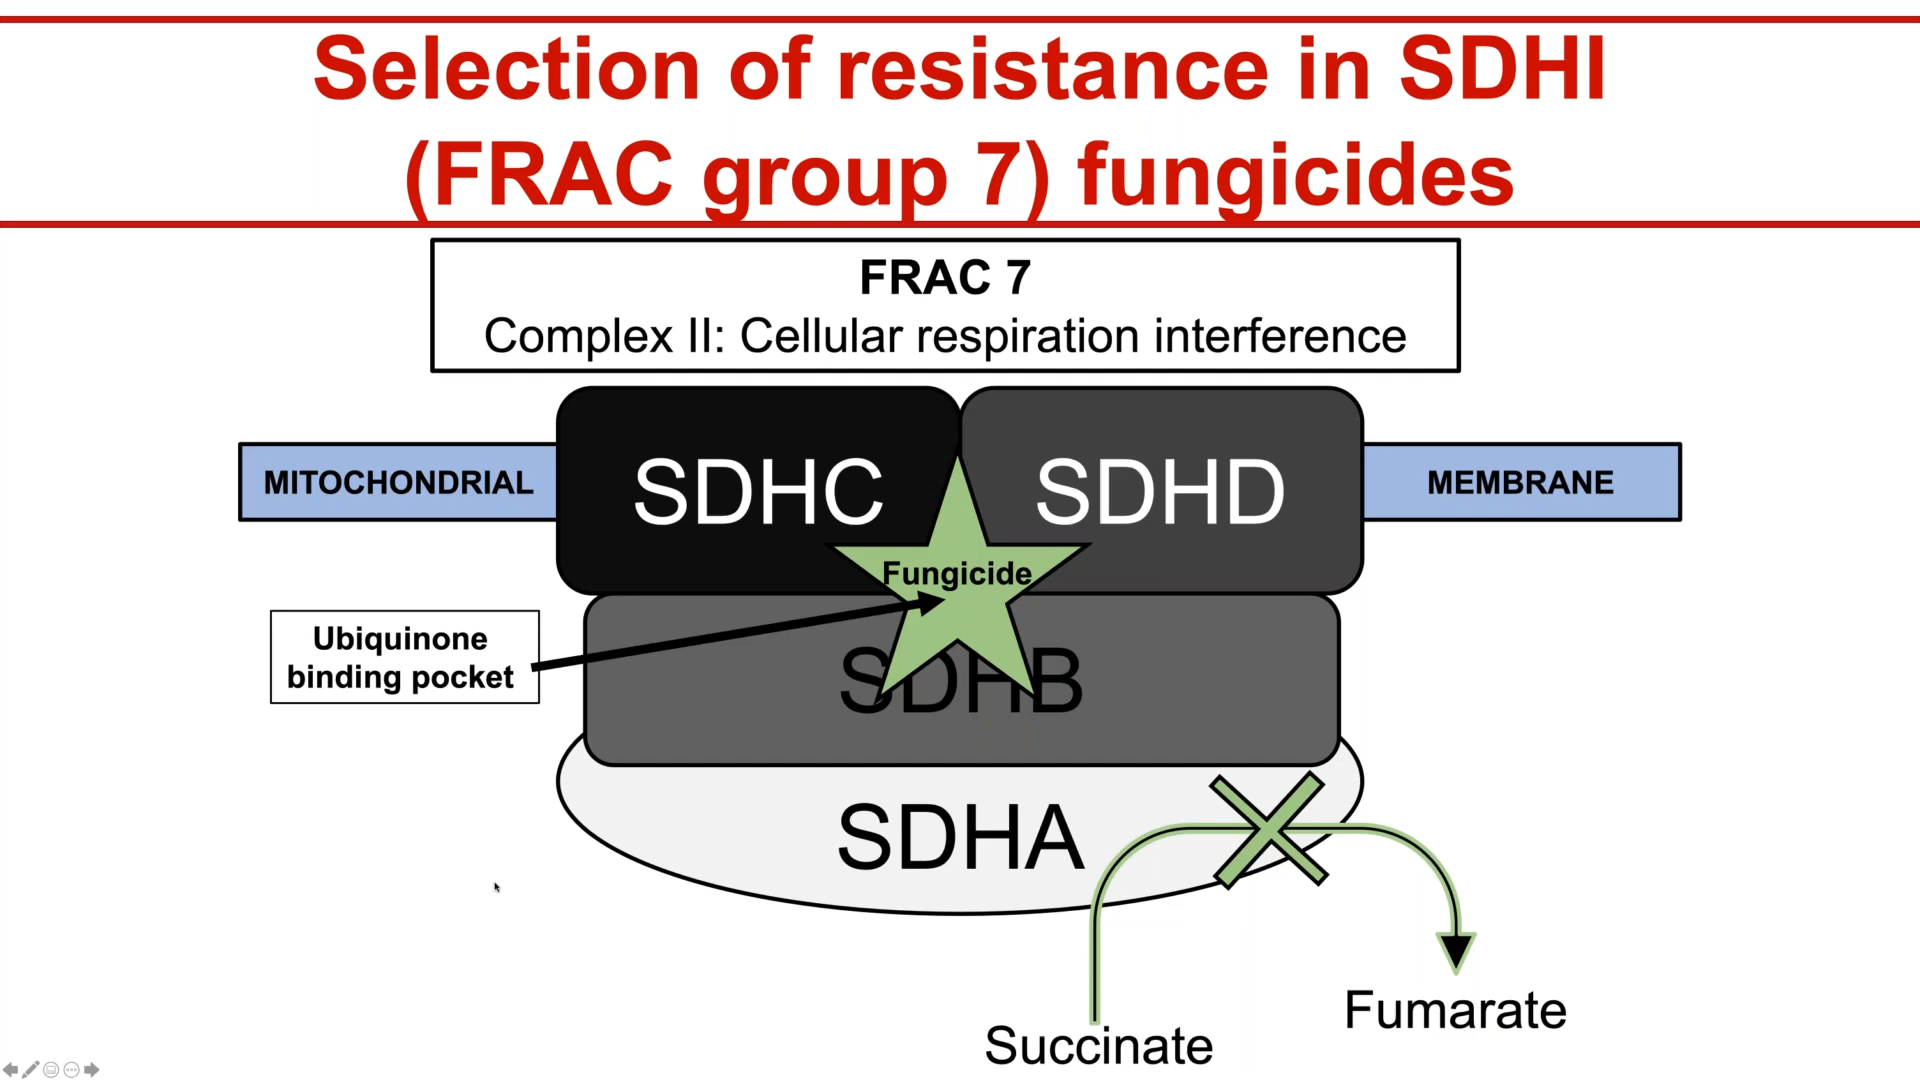 Selection of resistance in SDHI
(FRAC group 7) fungicides
FRAC 7
Complex II: Cellular respiration interference
SDHC
SDHD
MITOCHONDRIAL
MEMBRANE
Fungicide
Ubiquinone
binding pocket
SDHB
SDHA
Fumarate
Succinate